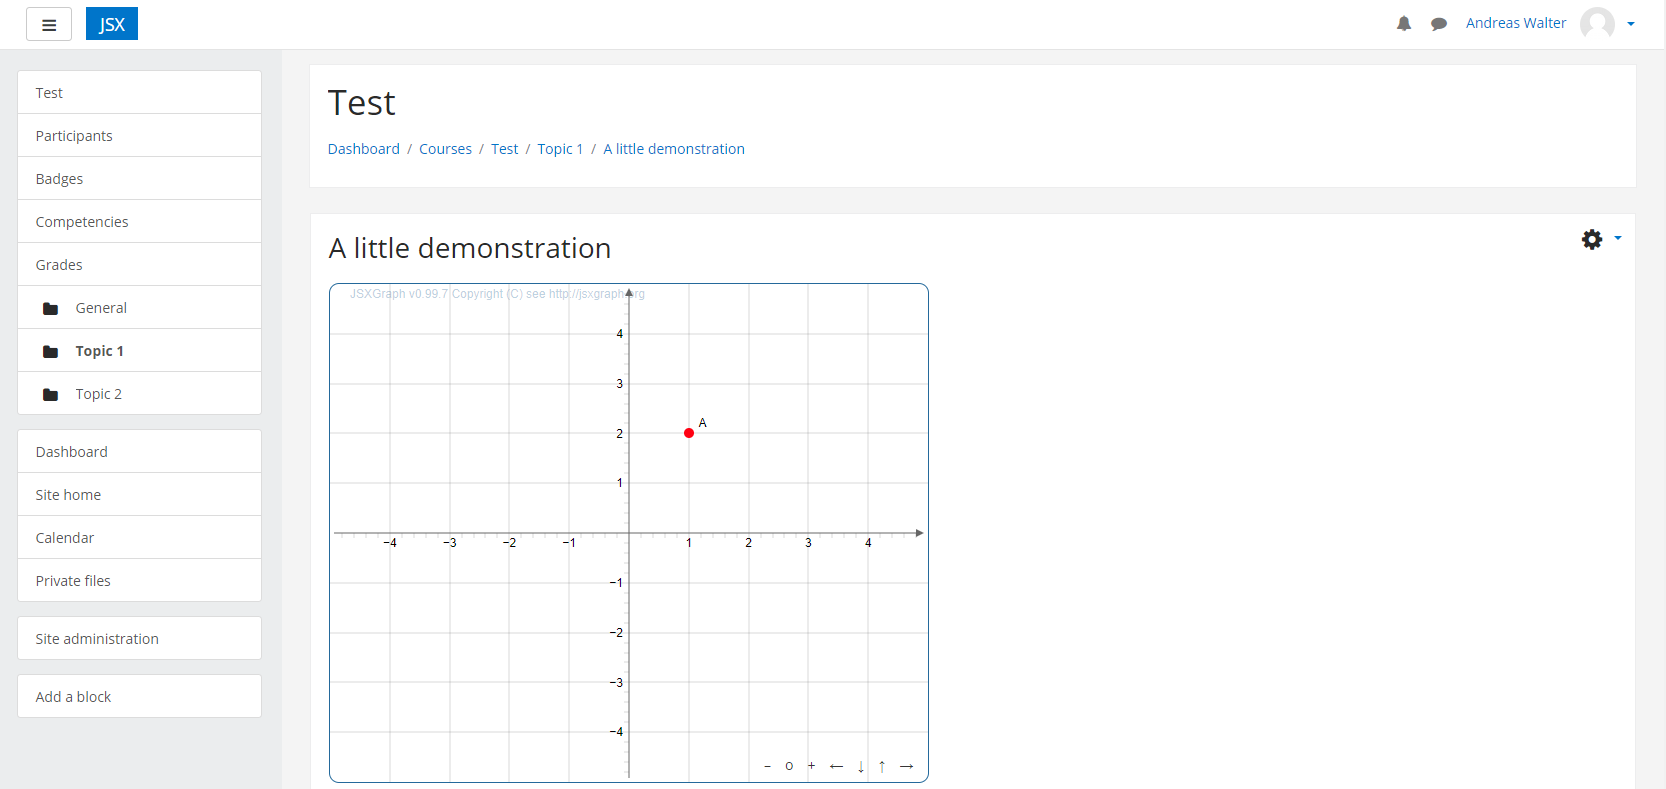 JSX
Andreas Walter
Test
Participants
Badges
Competencies
Grades
General
Topic 1
Topic 2
Dashboard
Site home
Calendar
Private files
Site administration
Add a block
Test
Dashboard / Courses / Test / Topic 1 / A little demonstration
A little demonstration
JSXGraph v0.99.7 Copyright (C) see http://jsxgraph.org
4
3
2
A
1
−4 −3 −2 −1 1 2 3 4
−1
−2
−3
−4
− o + ← ↓ ↑ →